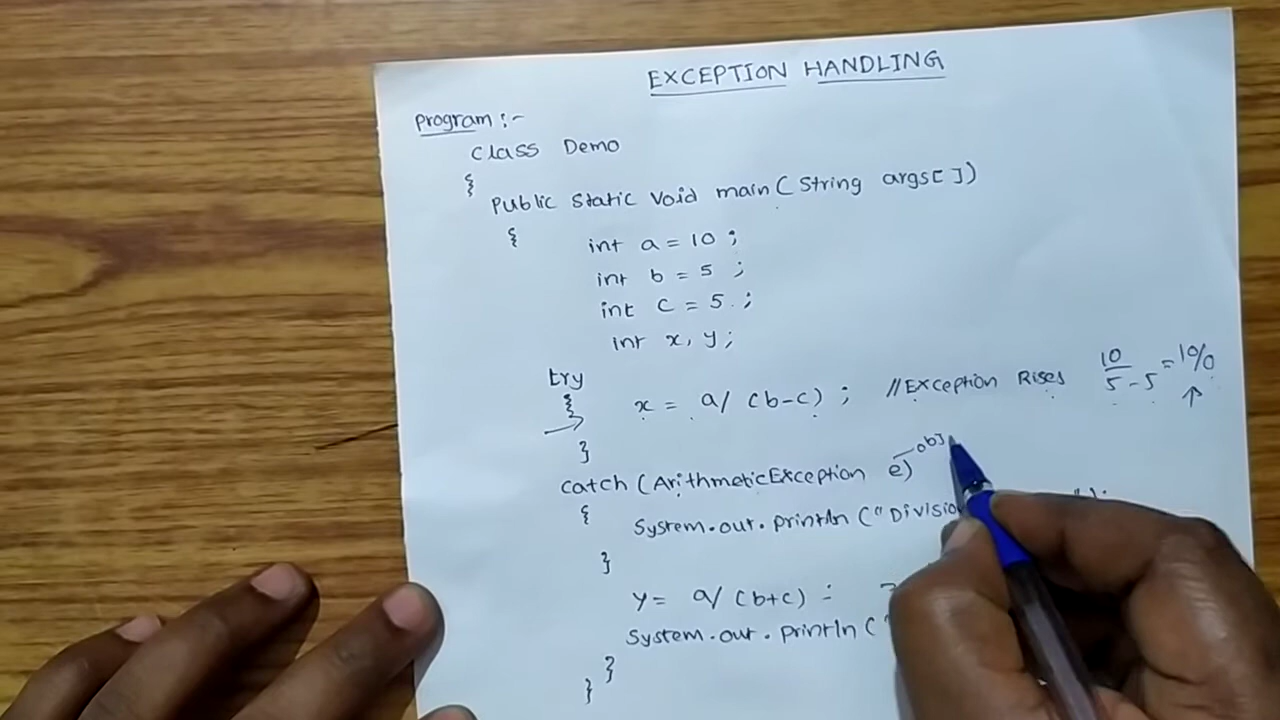 EXCEPTION HANDLING
Program :-
Class Demo
{
Public Static Void main ( String args[ ])
{
int a = 10 ;
int b = 5 ;
int c = 5 ;
int x, y ;
try
{
x = a/ (b-c) ; //Exception Rises 10/5-5 = 10/0
}
catch (ArithmeticException e) obj
{
System.out.println ("Divisio ");
}
y = a/ (b+c) ;
System.out.println ("
}
}